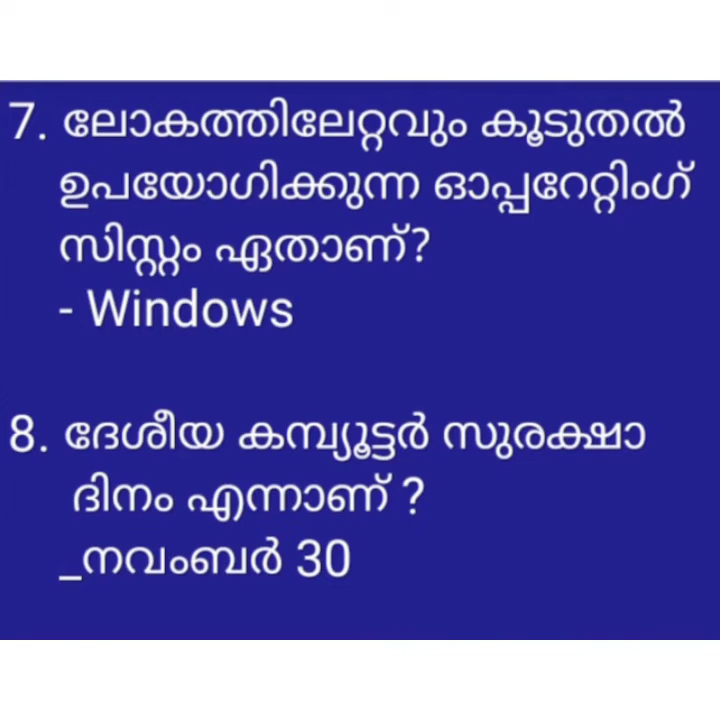 7. ലോകത്തിലേറ്റവും കൂടുതൽ
ഉപയോഗിക്കുന്ന ഓപ്പറേറ്റിംഗ്
സിസ്റ്റം ഏതാണ്?
- Windows
8. ദേശീയ കമ്പ്യൂട്ടർ സുരക്ഷാ
ദിനം എന്നാണ് ?
_നവംബർ 30